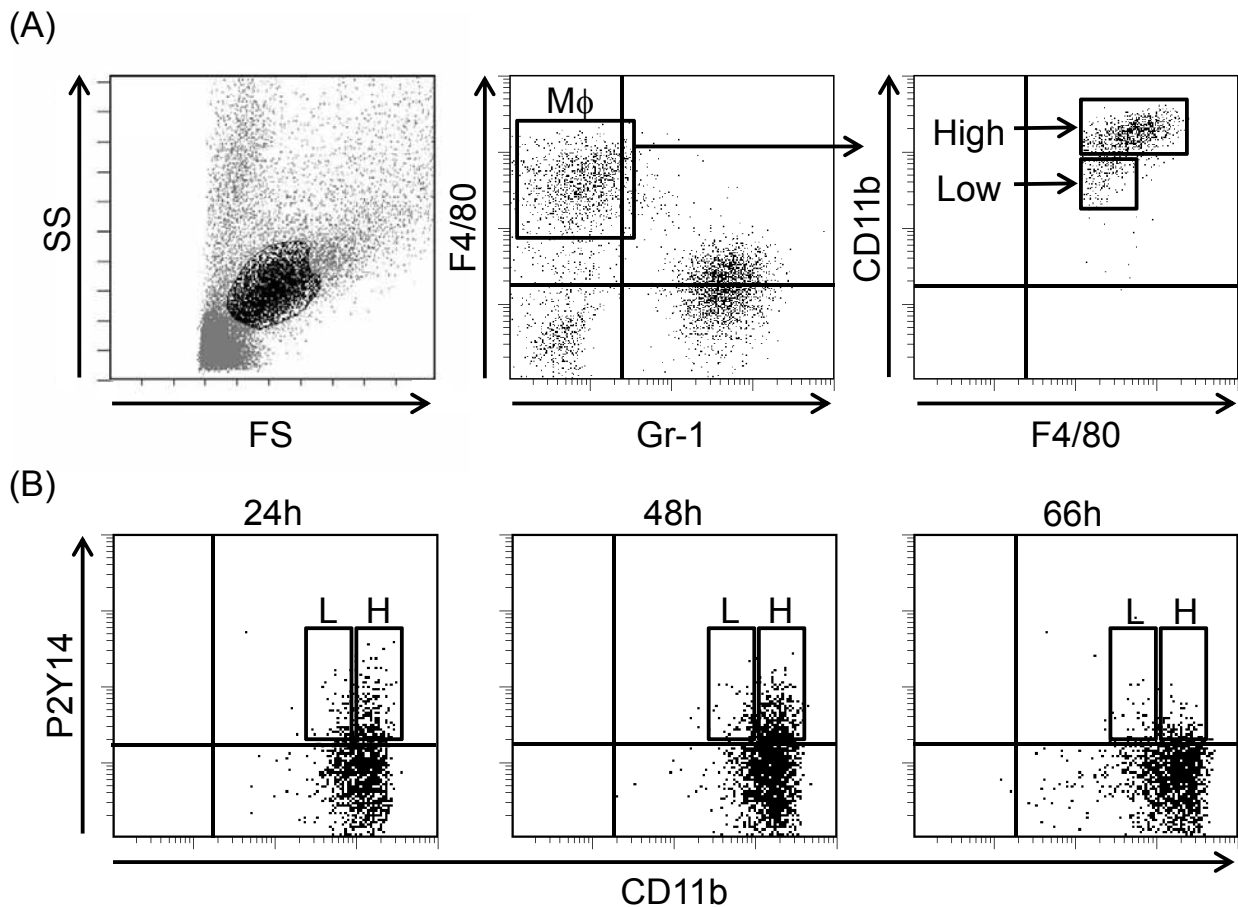 (A)
SS
FS
Mϕ
F4/80
Gr-1
High
Low
CD11b
F4/80
(B)
24h
48h
66h
L H
L H
L H
P2Y14
CD11b